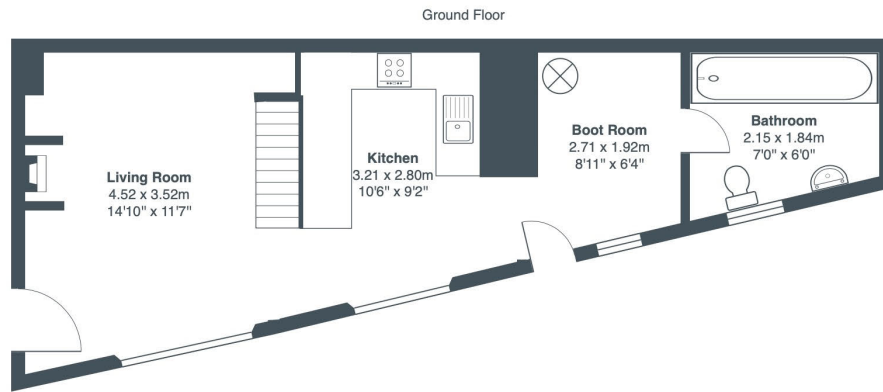 Ground Floor
Living Room
4.52 x 3.52m
14'10" x 11'7"
Kitchen
3.21 x 2.80m
10'6" x 9'2"
Boot Room
2.71 x 1.92m
8'11" x 6'4"
Bathroom
2.15 x 1.84m
7'0" x 6'0"